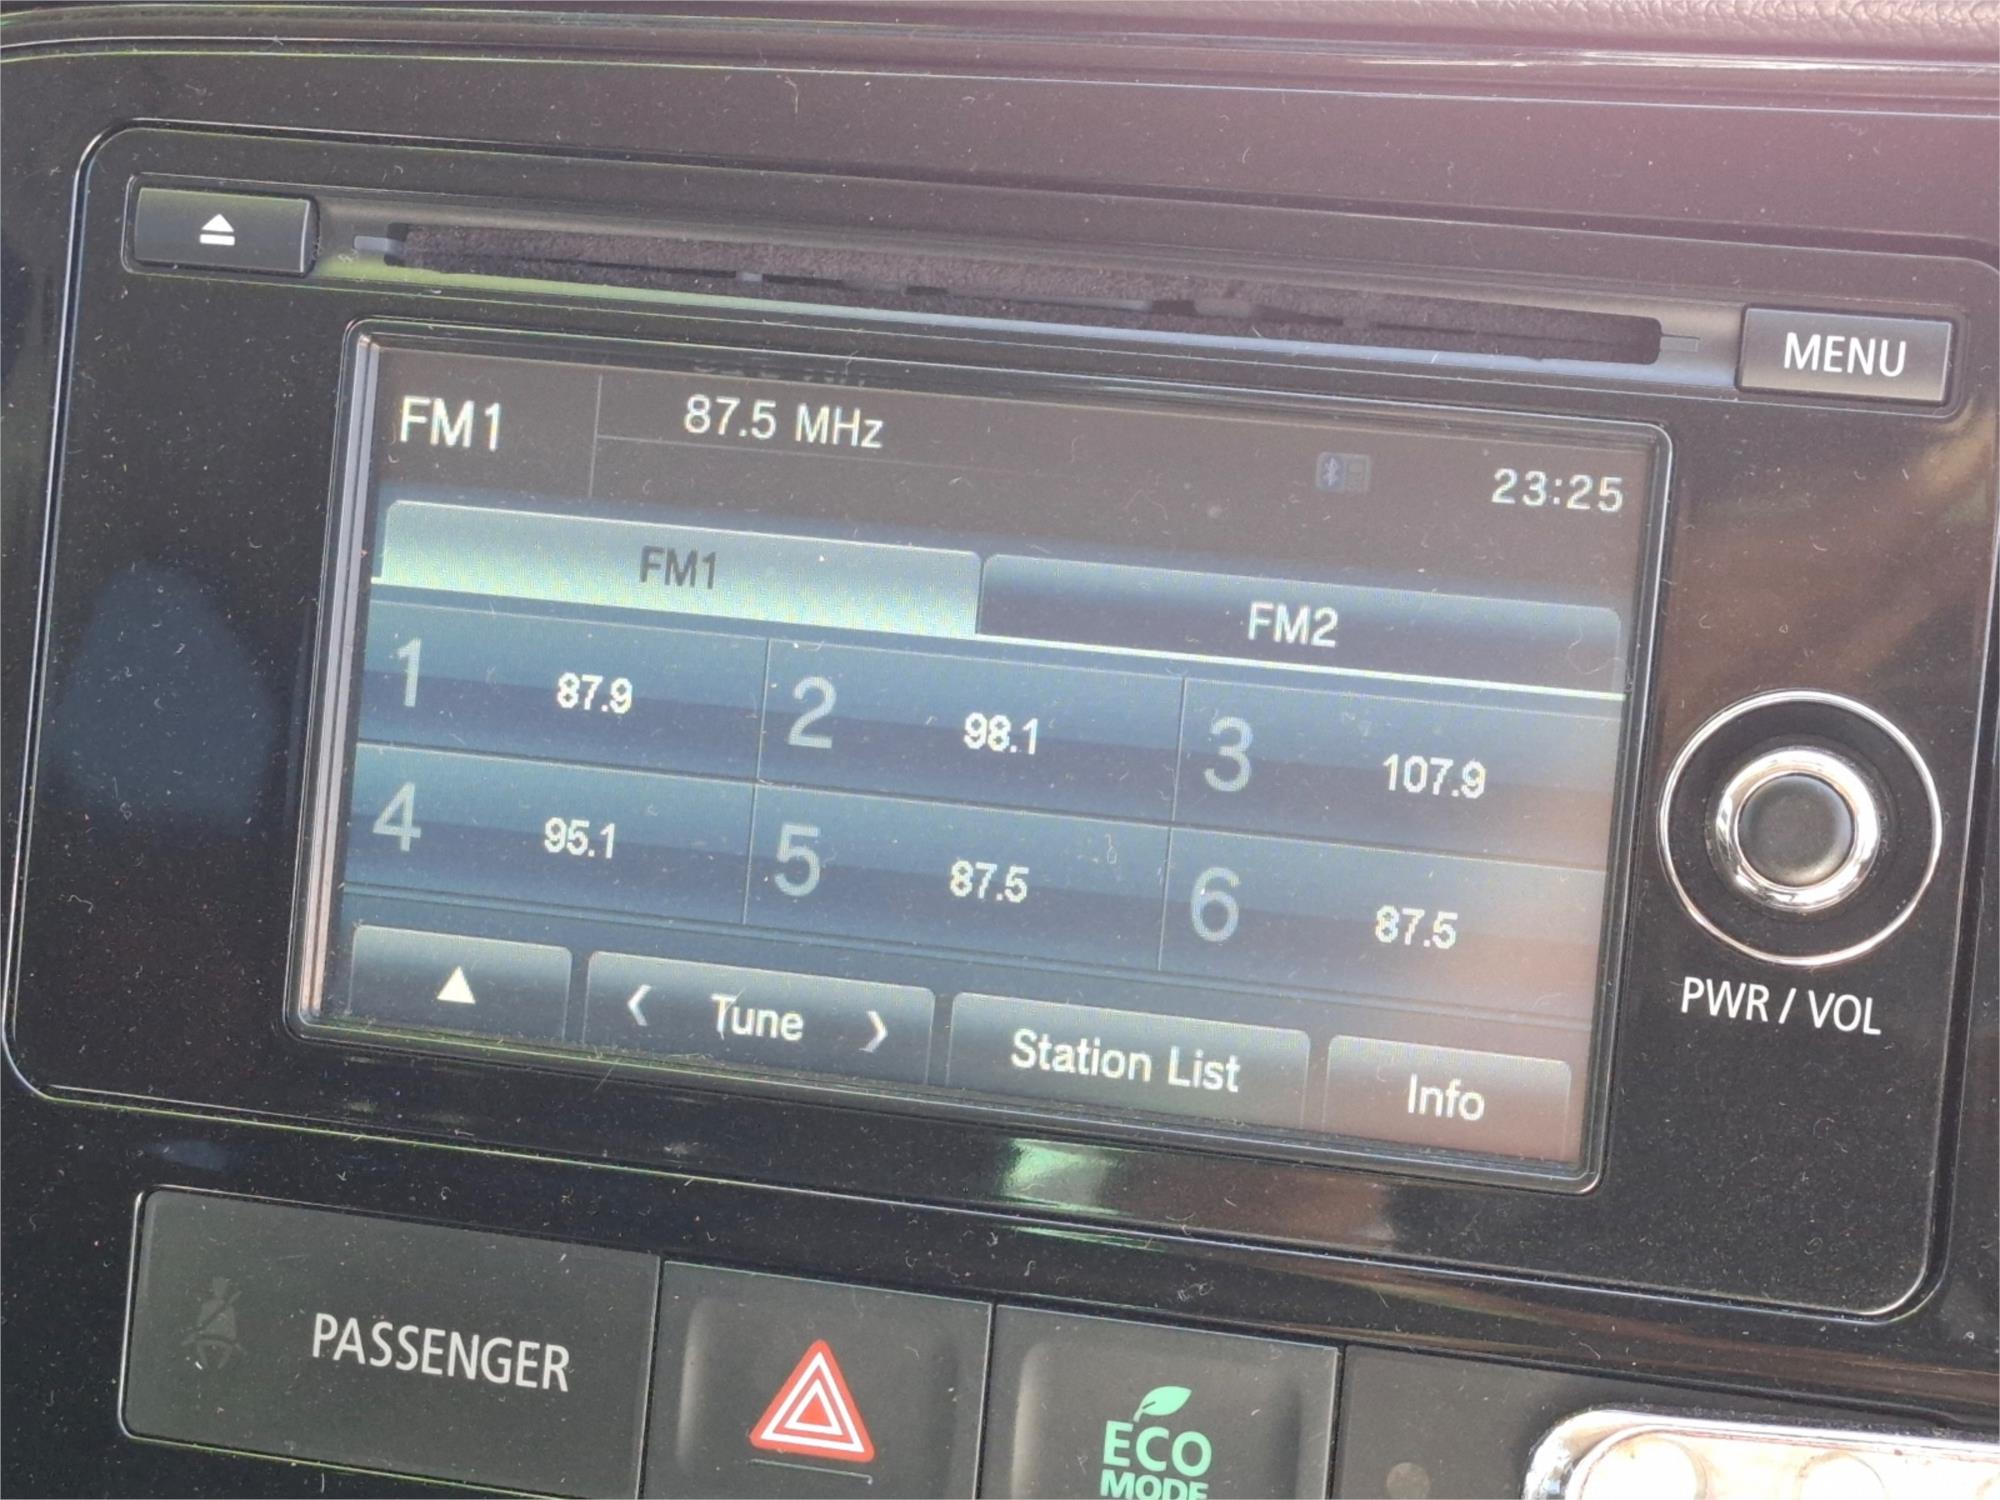 MENU
FM1 87.5 MHz
23:25
FM1 FM2
1 87.9 2 98.1 3 107.9
4 95.1 5 87.5 6 87.5
Tune Station List Info
PWR / VOL
PASSENGER
ECO
MODE